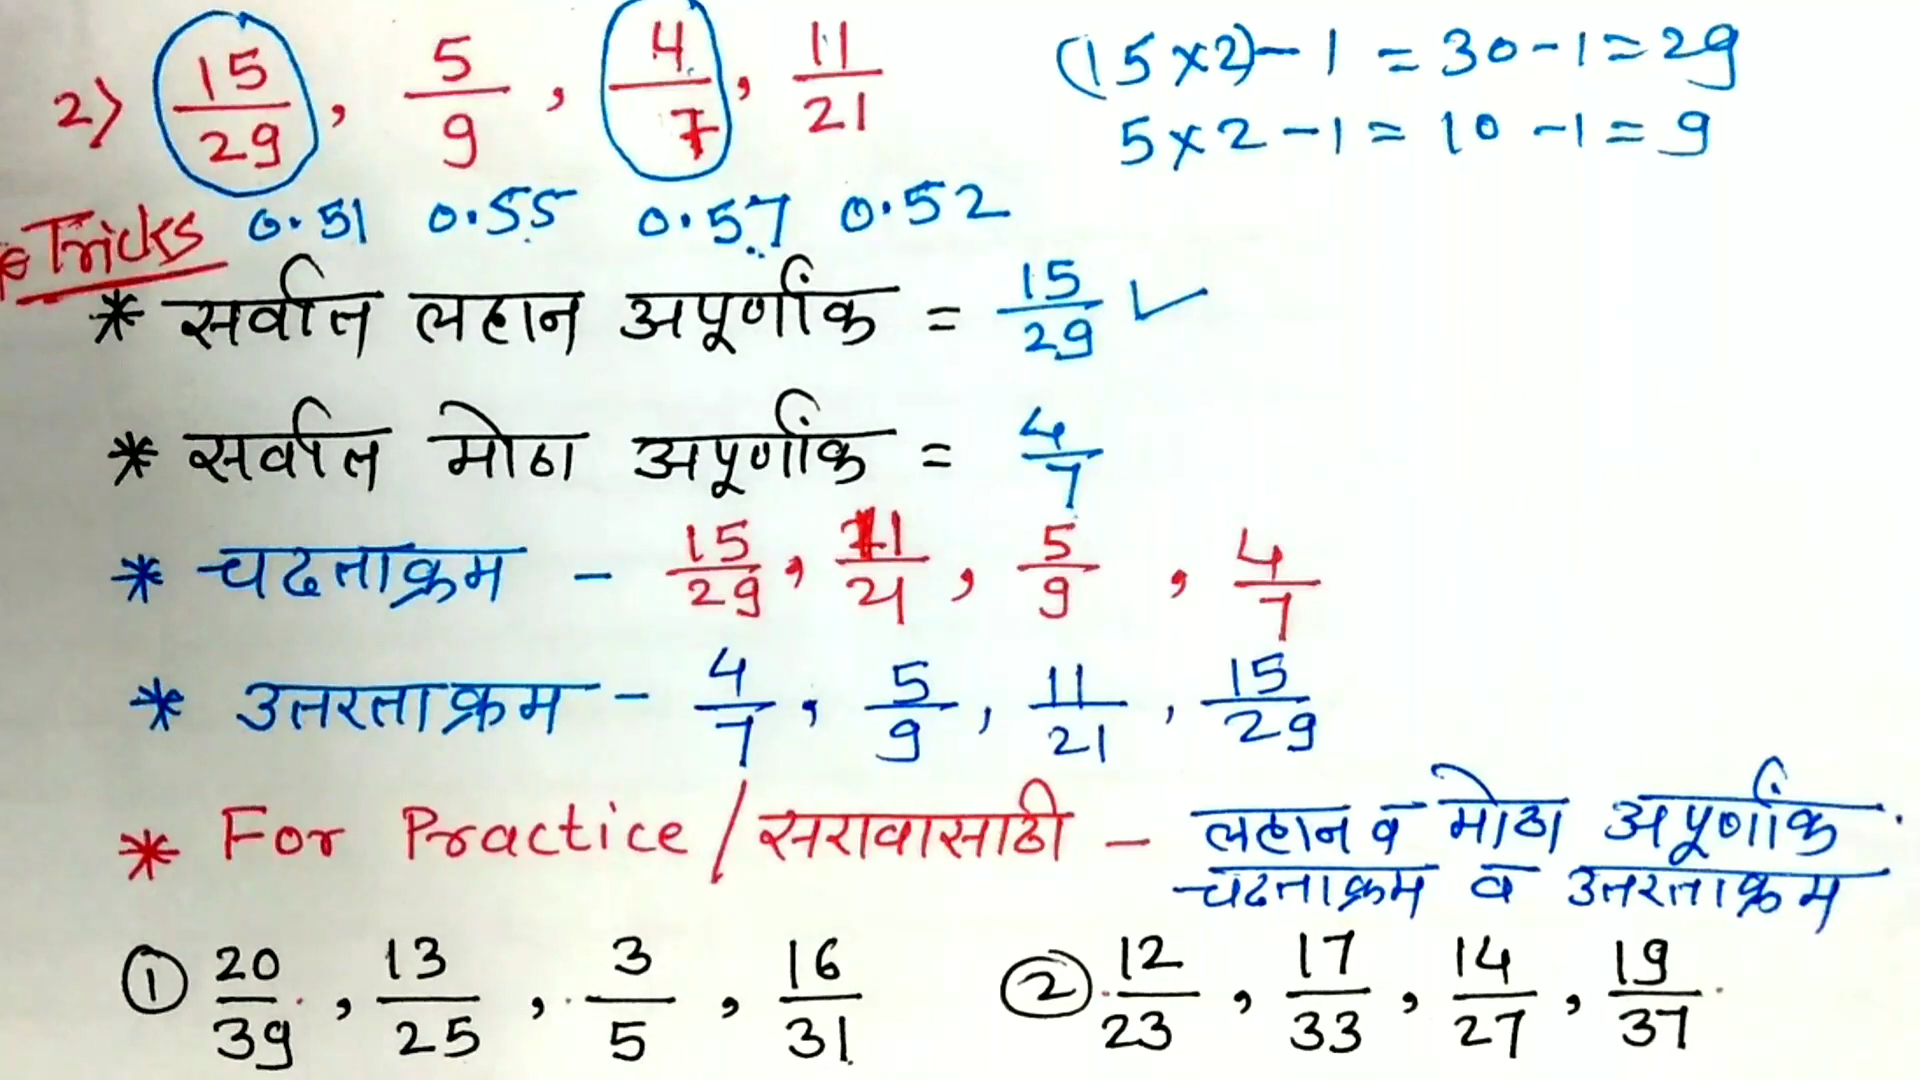 2) 15/29, 5/9, 4/7, 11/21
(15×2)-1 = 30-1=29
5×2-1=10-1=9
0.51 0.55 0.57 0.52
Tricks
* सर्वात लहान अपूर्णांक = 15/29 ✓
* सर्वात मोठा अपूर्णांक = 4/7
* चढताक्रम - 15/29, 11/21, 5/9, 4/7
* उतरताक्रम - 4/7, 5/9, 11/21, 15/29
* For Practice / सरावासाठी - लहान व मोठा अपूर्णांक
चढताक्रम व उतरताक्रम
① 20/39, 13/25, 3/5, 16/31
② 12/23, 17/33, 14/27, 19/37